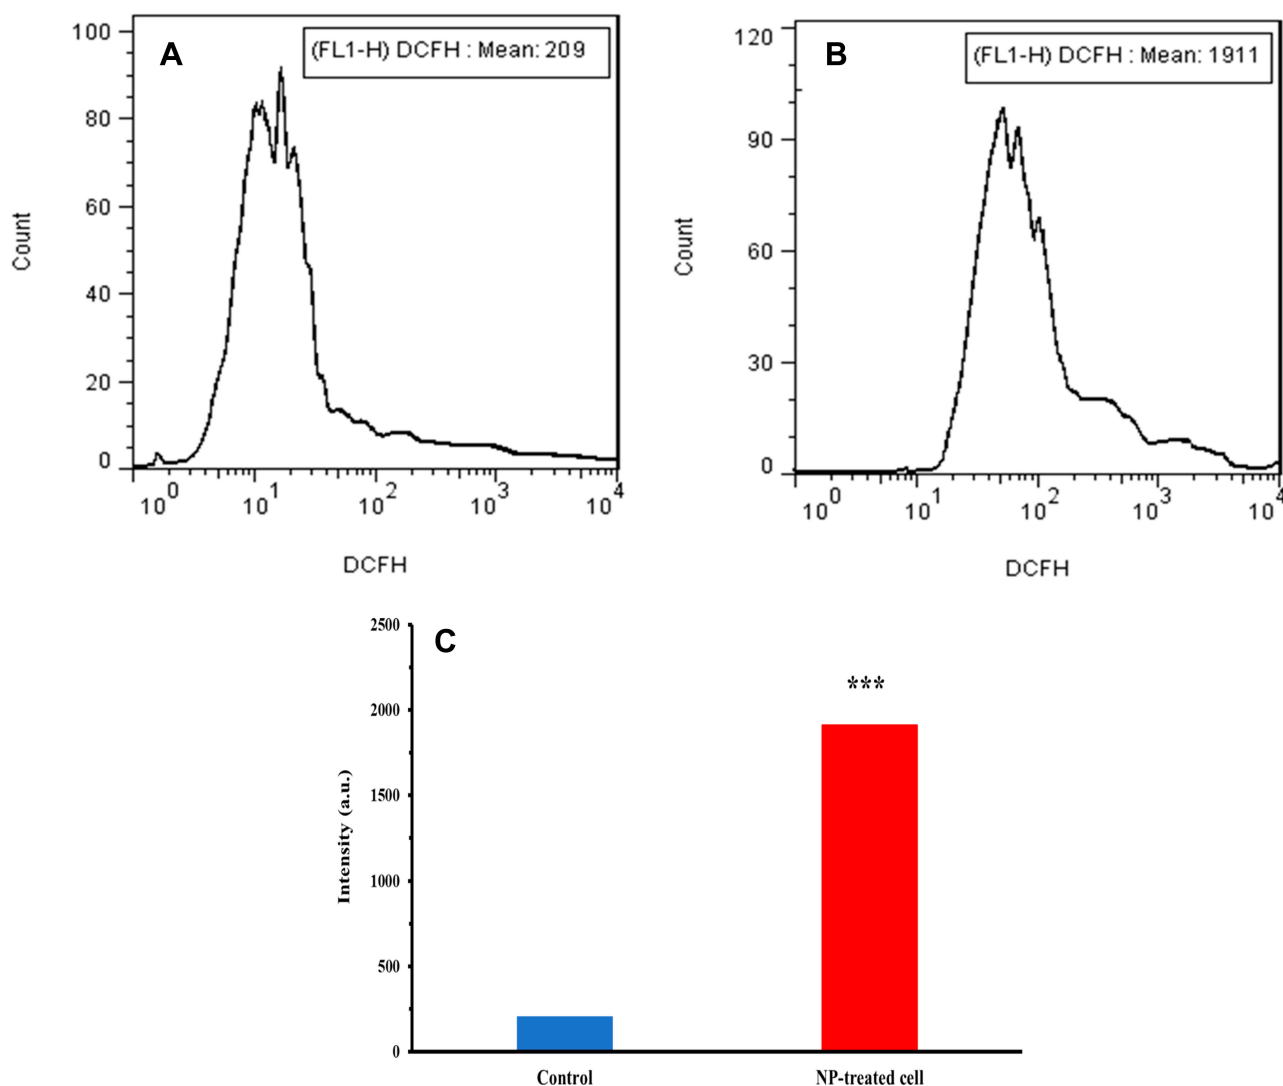 A
(FL1-H) DCFH : Mean: 209
100
80
60
40
20
0
Count
10^0 10^1 10^2 10^3 10^4
DCFH
B
(FL1-H) DCFH : Mean: 1911
120
90
60
30
0
Count
10^0 10^1 10^2 10^3 10^4
DCFH
C
***
2500
2000
1500
1000
500
0
Intensity (a.u.)
Control NP-treated cell